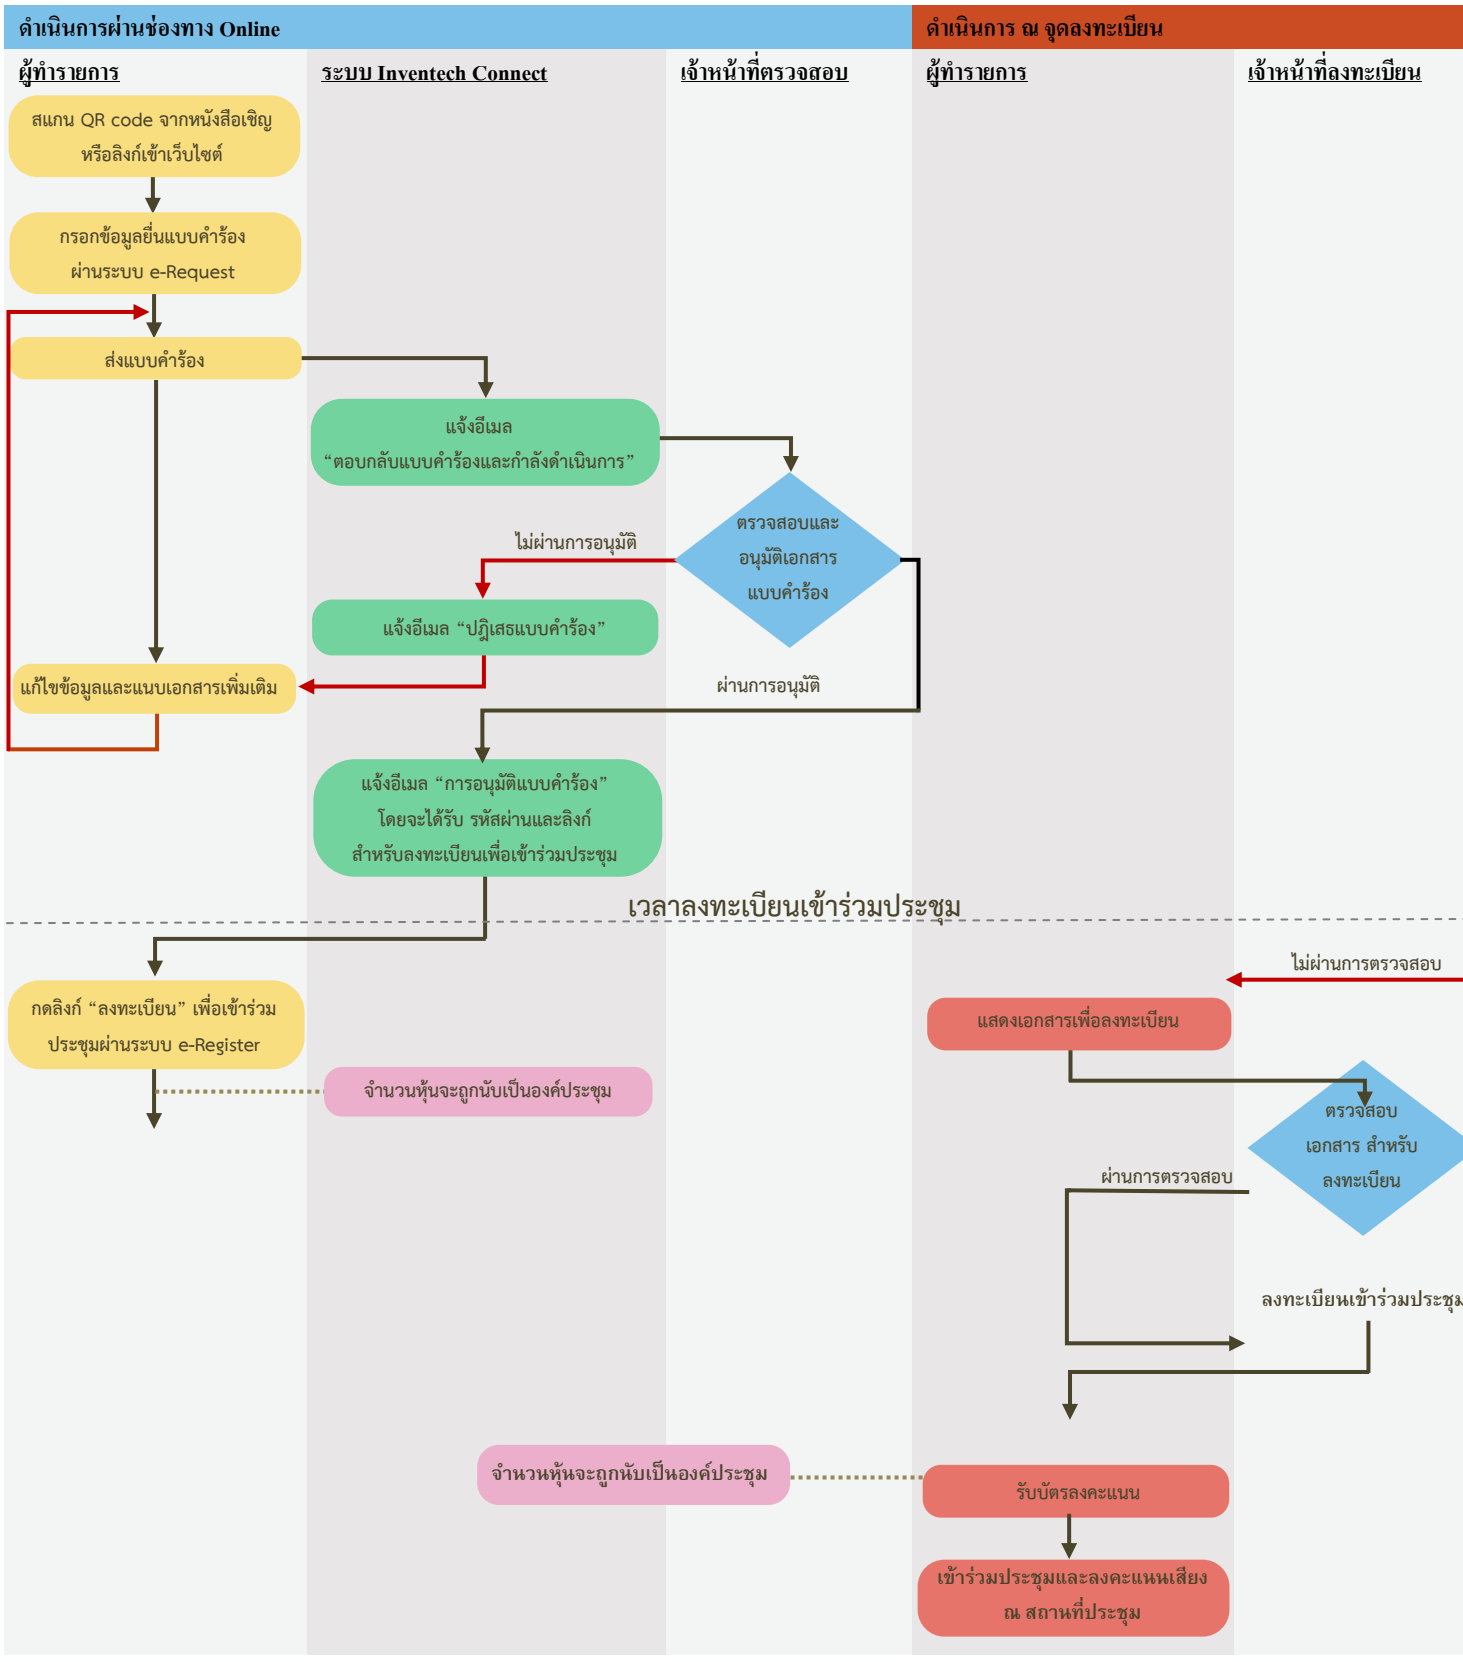 ดำเนินการผ่านช่องทาง Online
ดำเนินการ ณ จุดลงทะเบียน
ผู้ทำรายการ
ระบบ Inventech Connect
เจ้าหน้าที่ตรวจสอบ
ผู้ทำรายการ
เจ้าหน้าที่ลงทะเบียน
สแกน QR code จากหนังสือเชิญ
หรือลิงก์เข้าเว็บไซต์
กรอกข้อมูลยื่นแบบคำร้อง
ผ่านระบบ e-Request
ส่งแบบคำร้อง
แจ้งอีเมล
“ตอบกลับแบบคำร้องและกำลังดำเนินการ”
ตรวจสอบและ
อนุมัติเอกสาร
แบบคำร้อง
ไม่ผ่านการอนุมัติ
แจ้งอีเมล “ปฎิเสธแบบคำร้อง”
แก้ไขข้อมูลและแนบเอกสารเพิ่มเติม
ผ่านการอนุมัติ
แจ้งอีเมล “การอนุมัติแบบคำร้อง”
โดยจะได้รับ รหัสผ่านและลิงก์
สำหรับลงทะเบียนเพื่อเข้าร่วมประชุม
เวลาลงทะเบียนเข้าร่วมประชุม
ไม่ผ่านการตรวจสอบ
กดลิงก์ “ลงทะเบียน” เพื่อเข้าร่วม
ประชุมผ่านระบบ e-Register
แสดงเอกสารเพื่อลงทะเบียน
จำนวนหุ้นจะถูกนับเป็นองค์ประชุม
ตรวจสอบ
เอกสาร สำหรับ
ลงทะเบียน
ผ่านการตรวจสอบ
ลงทะเบียนเข้าร่วมประชุม
จำนวนหุ้นจะถูกนับเป็นองค์ประชุม
รับบัตรลงคะแนน
เข้าร่วมประชุมและลงคะแนนเสียง
ณ สถานที่ประชุม